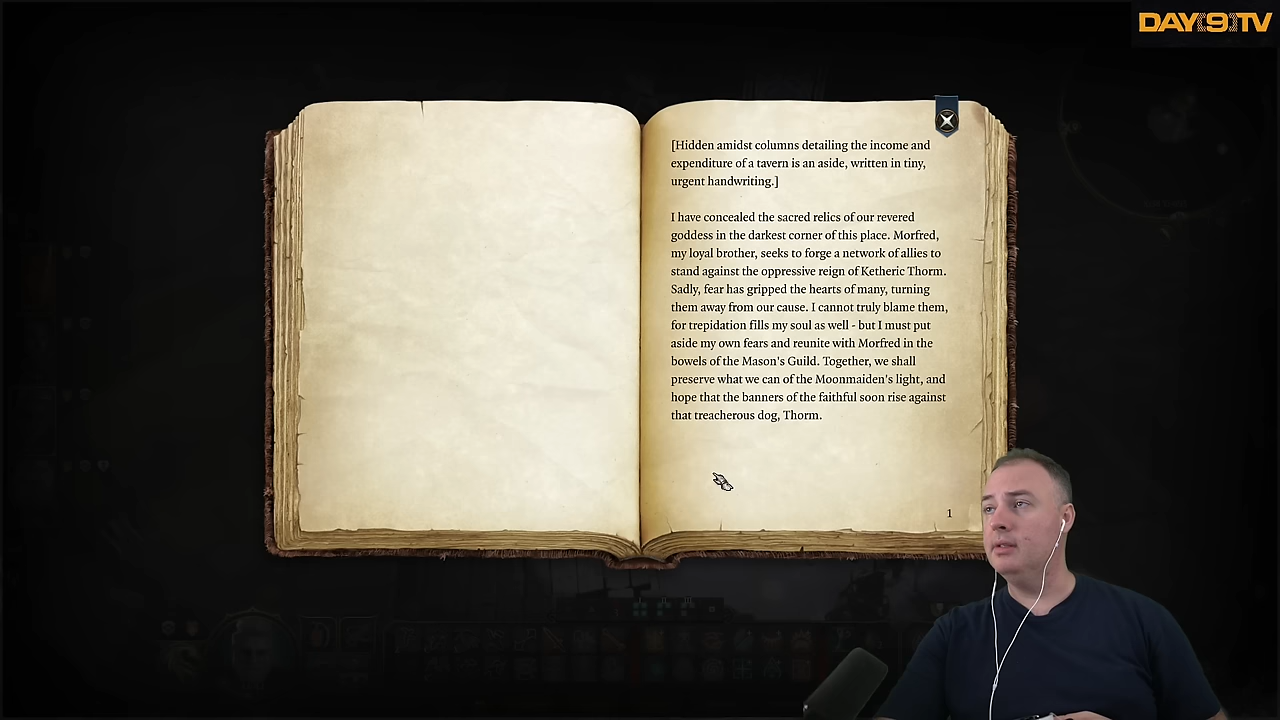 DAY[9]TV
[Hidden amidst columns detailing the income and
expenditure of a tavern is an aside, written in tiny,
urgent handwriting.]
I have concealed the sacred relics of our revered
goddess in the darkest corner of this place. Morfred,
my loyal brother, seeks to forge a network of allies to
stand against the oppressive reign of Ketheric Thorm.
Sadly, fear has gripped the hearts of many, turning
them away from our cause. I cannot truly blame them,
for trepidation fills my soul as well - but I must put
aside my own fears and reunite with Morfred in the
bowels of the Mason's Guild. Together, we shall
preserve what we can of the Moonmaiden's light, and
hope that the banners of the faithful soon rise against
that treacherous dog, Thorm.
1